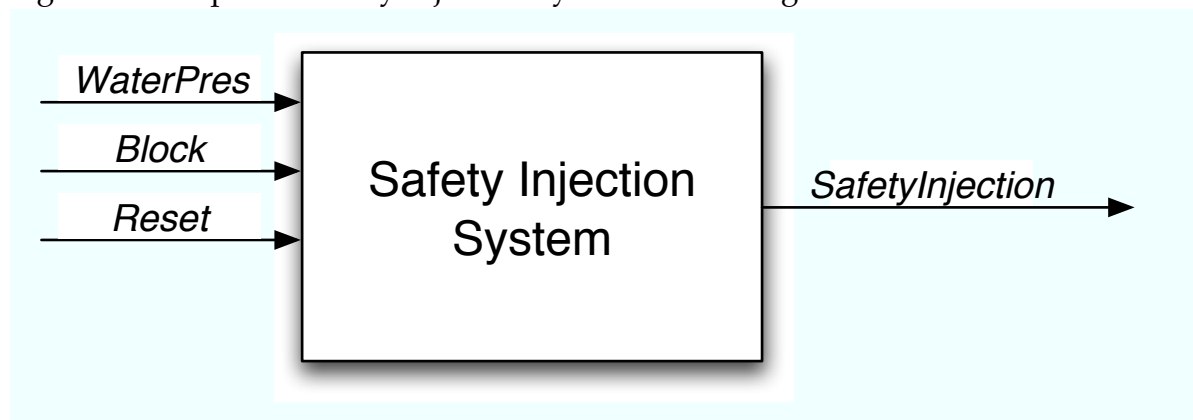 WaterPres
Block
Reset
Safety Injection
System
SafetyInjection